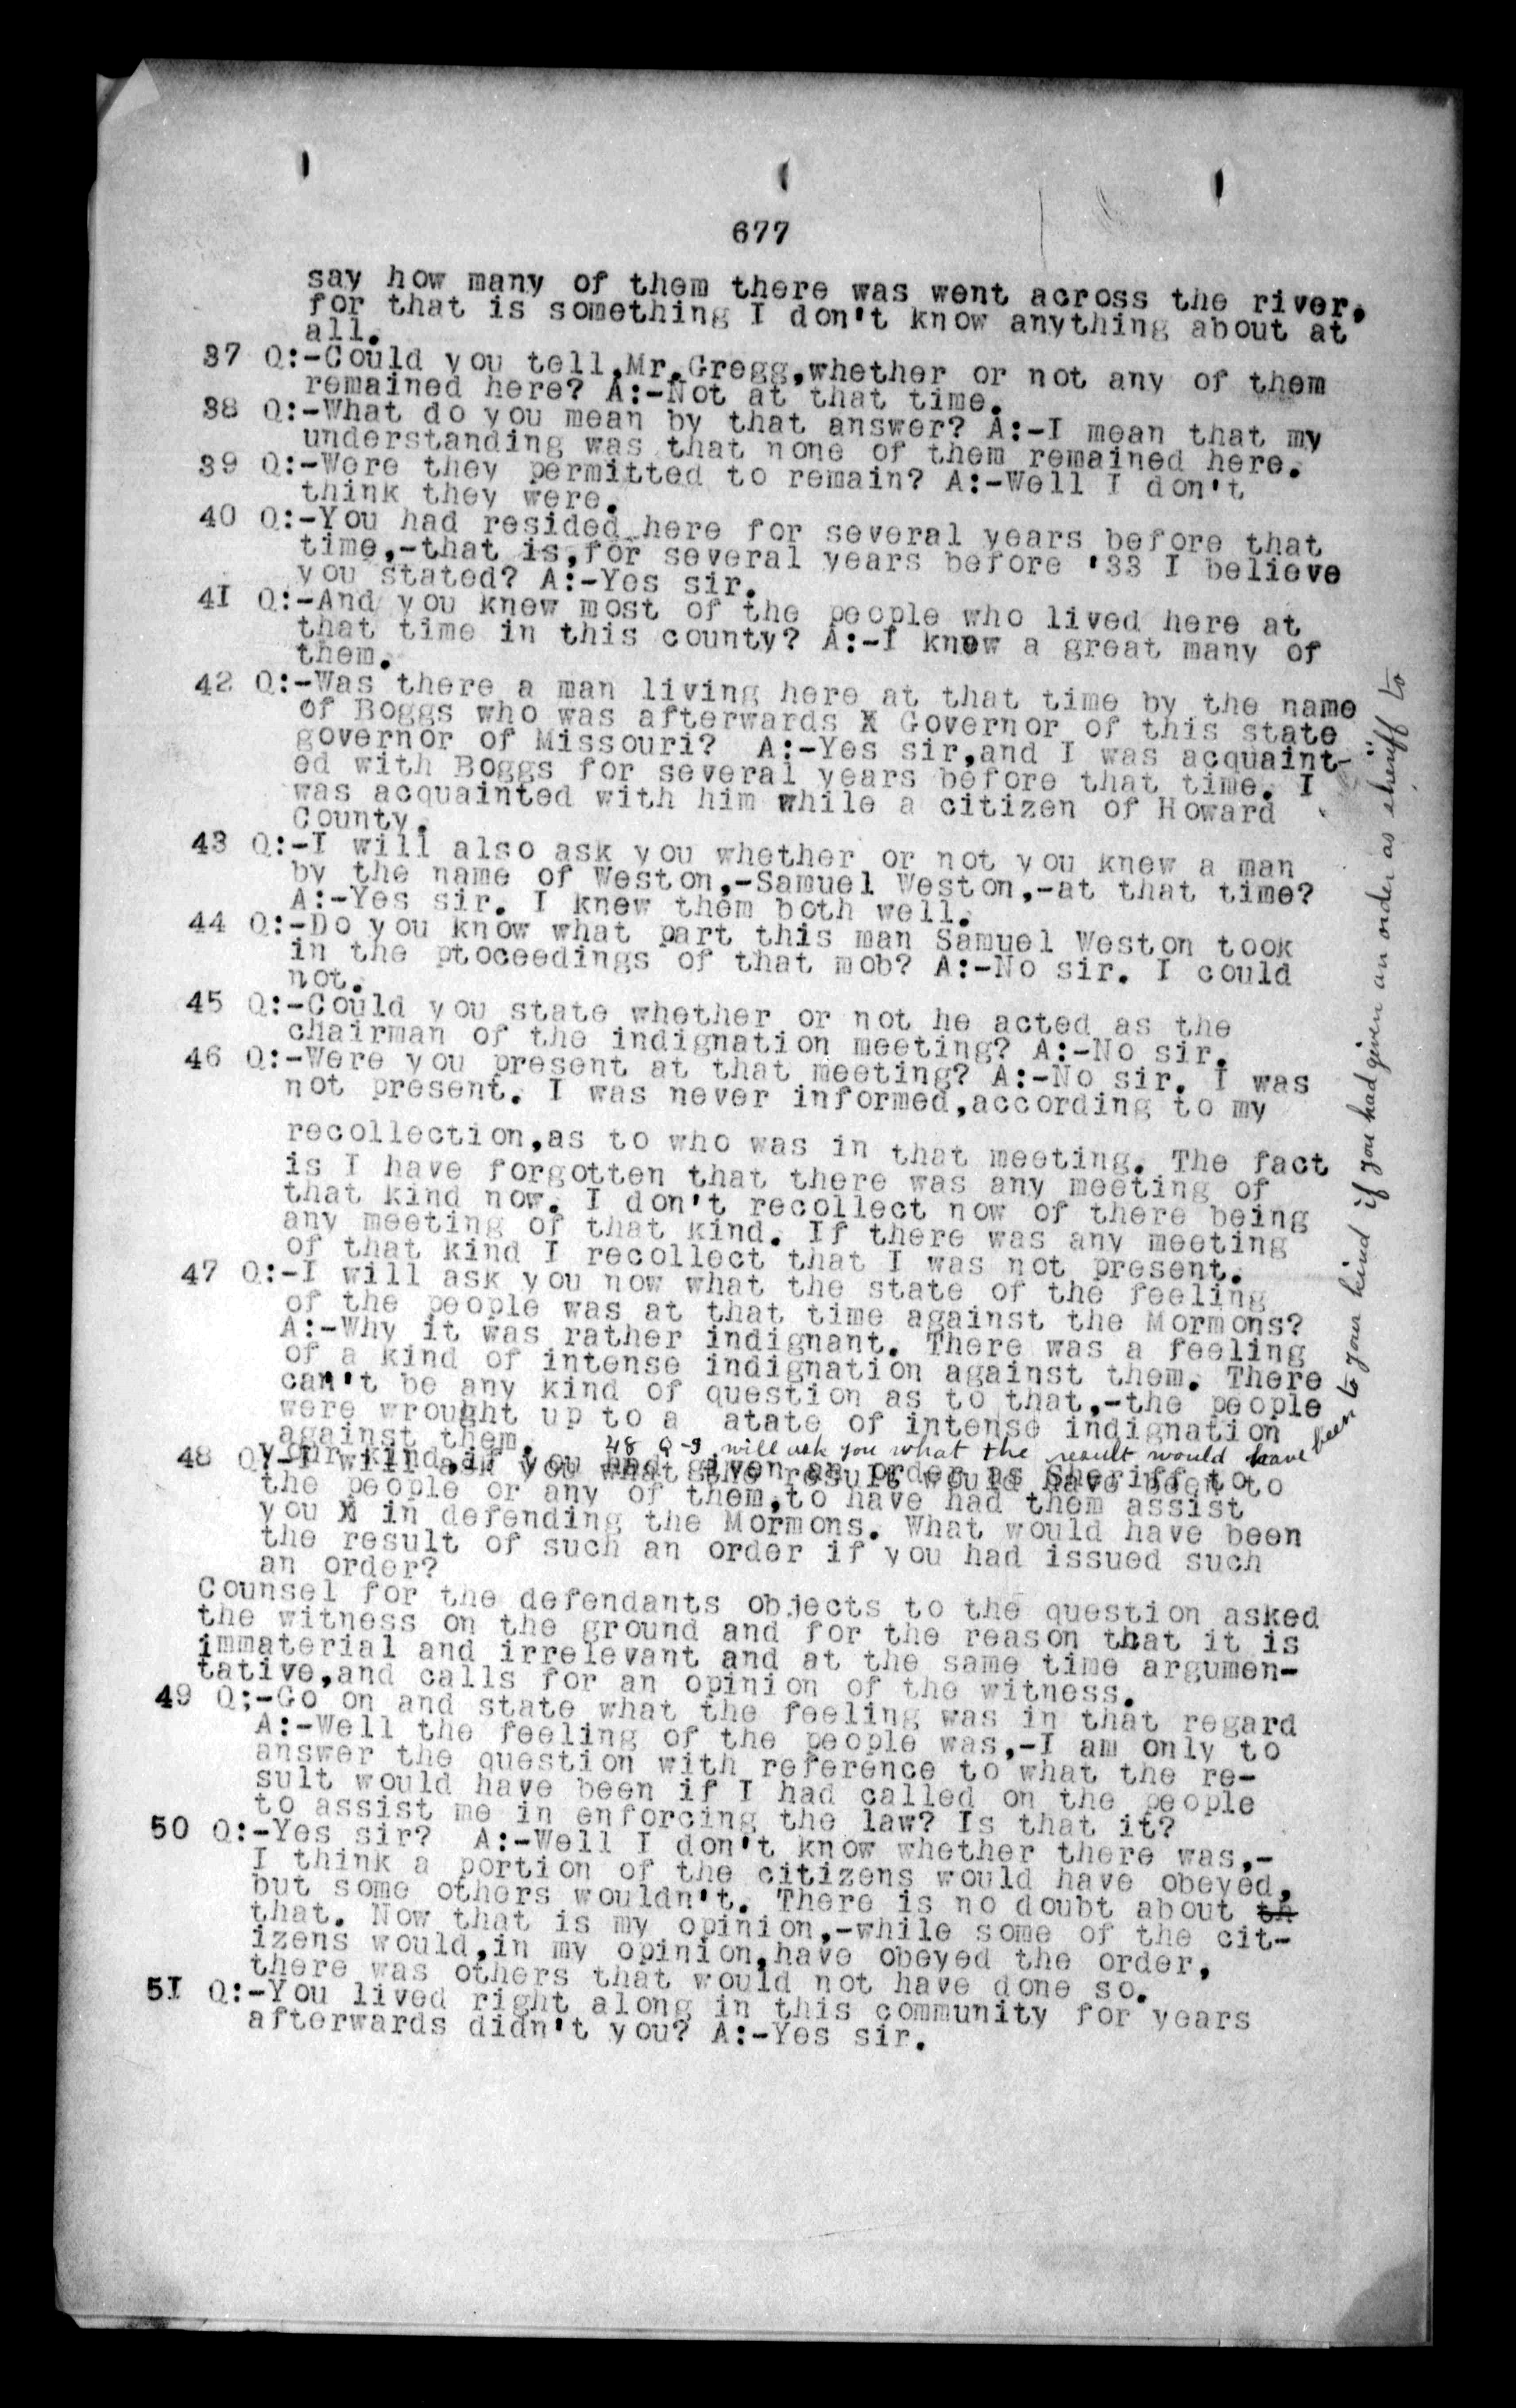 677
say how many of them there was went across the river,
for that is something I don't know anything about at
all.
37 Q:-Could you tell,Mr.Gregg,whether or not any of them
remained here? A:-Not at that time.
38 Q:-What do you mean by that answer? A:-I mean that my
understanding was that none of them remained here.
39 Q:-Were they permitted to remain? A:-Well I don't
think they were.
40 Q:-You had resided here for several years before that
time,-that is,for several years before '33 I believe
you stated? A:-Yes sir.
41 Q:-And you knew most of the people who lived here at
that time in this county? A:-I knew a great many of
them.
42 Q:-Was there a man living here at that time by the name
of Boggs who was afterwards X Governor of this state
governor of Missouri? A:-Yes sir,and I was acquaint-
ed with Boggs for several years before that time. I
was acquainted with him while a citizen of Howard
County.
43 Q:-I will also ask you whether or not you knew a man
by the name of Weston,-Samuel Weston,-at that time?
A:-Yes sir. I knew them both well.
44 Q:-Do you know what part this man Samuel Weston took
in the ptoceedings of that mob? A:-No sir. I could
not.
45 Q:-Could you state whether or not he acted as the
chairman of the indignation meeting? A:-No sir.
46 Q:-Were you present at that meeting? A:-No sir. I was
not present. I was never informed,according to my
recollection,as to who was in that meeting. The fact
is I have forgotten that there was any meeting of
that kind now. I don't recollect now of there being
any meeting of that kind. If there was any meeting
of that kind I recollect that I was not present.
47 Q:-I will ask you now what the state of the feeling
of the people was at that time against the Mormons?
A:-Why it was rather indignant. There was a feeling
of a kind of intense indignation against them. There
can't be any kind of question as to that,-the people
were wrought up to a atate of intense indignation
against them.
48 Q-I will ask you what the result would have been to your kind if you had given an order as sheriff to
48 Q:-I will ask you what the result would have been to
your kind,if you had given an order as Sheriff to
the people or any of them,to have had them assist
you X in defending the Mormons. What would have been
the result of such an order if you had issued such
an order?
Counsel for the defendants objects to the question asked
the witness on the ground and for the reason that it is
immaterial and irrelevant and at the same time argumen-
tative,and calls for an opinion of the witness.
49 Q;-Go on and state what the feeling was in that regard
A:-Well the feeling of the people was,-I am only to
answer the question with reference to what the re-
sult would have been if I had called on the people
to assist me in enforcing the law? Is that it?
50 Q:-Yes sir? A:-Well I don't know whether there was,-
I think a portion of the citizens would have obeyed,
but some others wouldn't. There is no doubt about th
that. Now that is my opinion,-while some of the cit-
izens would,in my opinion,have obeyed the order,
there was others that would not have done so.
51 Q:-You lived right along in this community for years
afterwards didn't you? A:-Yes sir.